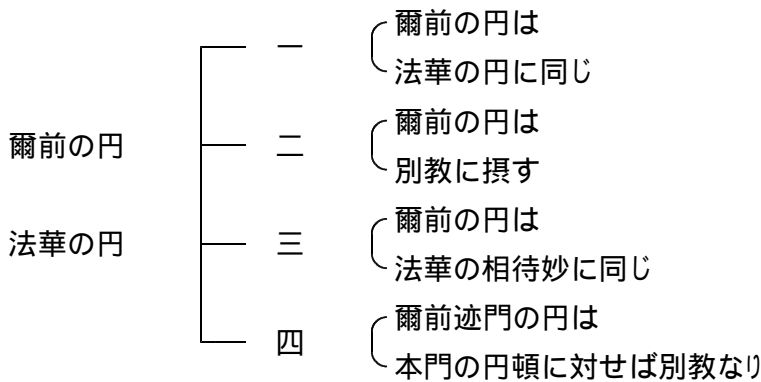 爾前の円
法華の円
一
爾前の円は
法華の円に同じ
二
爾前の円は
別教に摂す
三
爾前の円は
法華の相待妙に同じ
四
爾前迹門の円は
本門の円頓に対せば別教なり